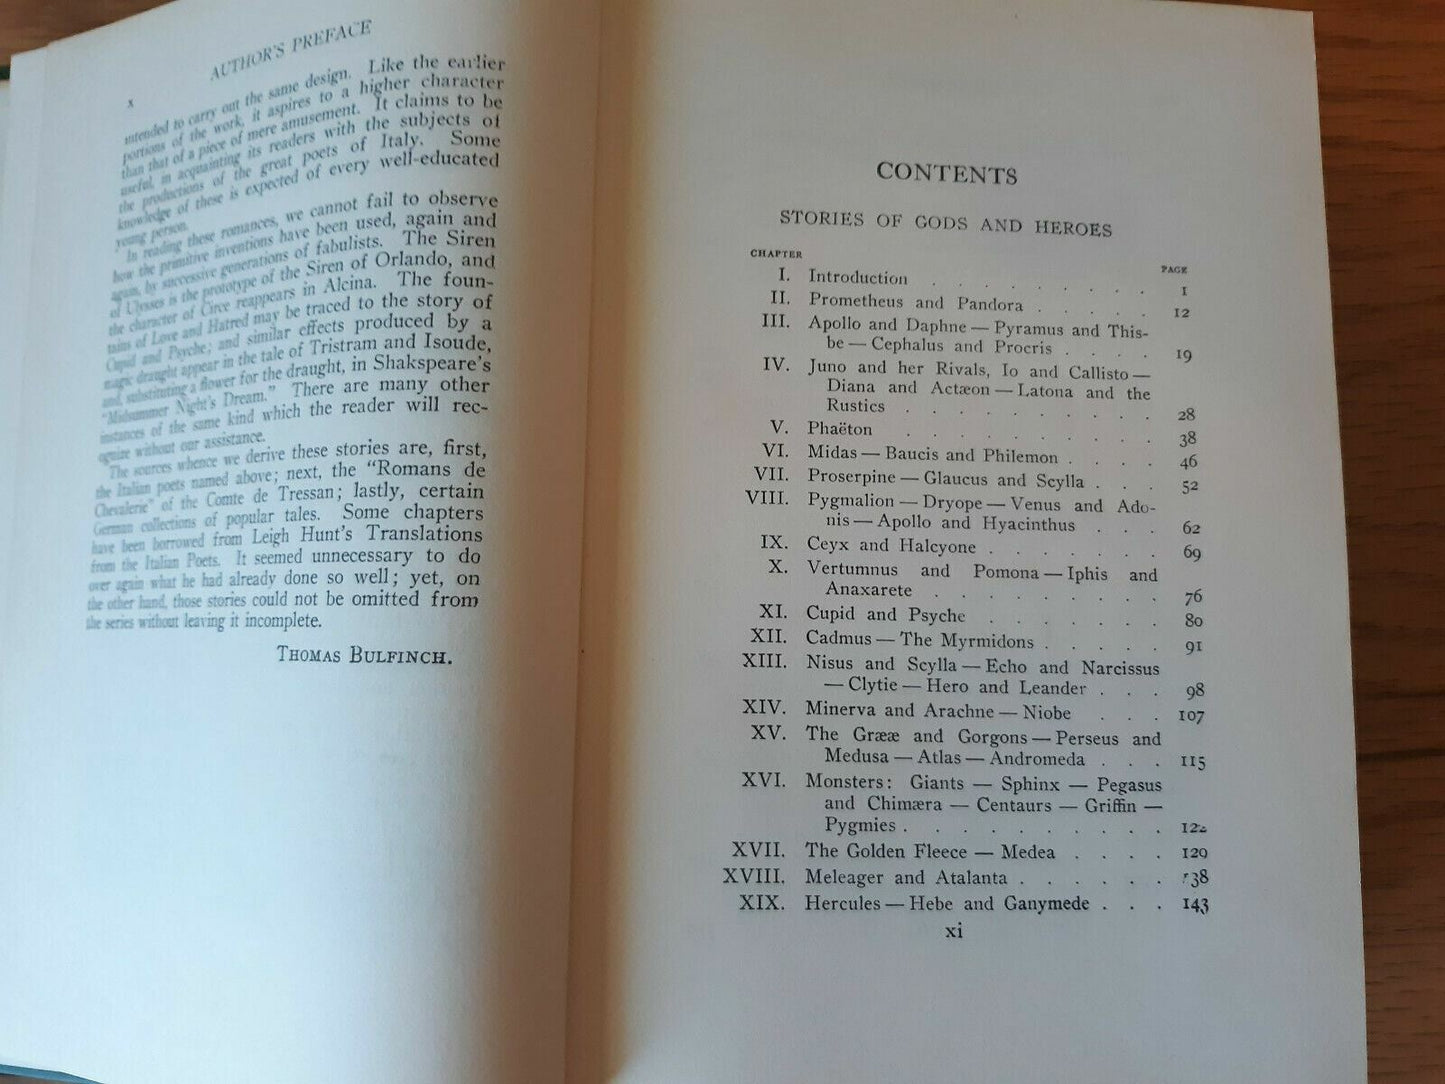 AUTHOR'S PREFACE
x
intended to carry out the same design. Like the earlier
portions of the work, it aspires to a higher character
than that of a piece of mere amusement. It claims to be
useful, in acquainting its readers with the subjects of
the productions of the great poets of Italy. Some
knowledge of these is expected of every well-educated
young person.
In reading these romances, we cannot fail to observe
how the primitive inventions have been used, again and
again, by successive generations of fabulists. The Siren
of Ulysses is the prototype of the Siren of Orlando, and
the character of Circe reappears in Alcina. The foun-
tains of Love and Hatred may be traced to the story of
Cupid and Psyche; and similar effects produced by a
magic draught appear in the tale of Tristram and Isoude,
and, substituting a flower for the draught, in Shakspeare's
"Midsummer Night's Dream." There are many other
instances of the same kind which the reader will rec-
ognize without our assistance.
The sources whence we derive these stories are, first,
the Italian poets named above; next, the "Romans de
Chevalerie" of the Comte de Tressan; lastly, certain
German collections of popular tales. Some chapters
have been borrowed from Leigh Hunt's Translations
from the Italian Poets. It seemed unnecessary to do
over again what he had already done so well; yet, on
the other hand, those stories could not be omitted from
the series without leaving it incomplete.
THOMAS BULFINCH.
CONTENTS
STORIES OF GODS AND HEROES
CHAPTER PAGE
I. Introduction . . . . . . . . . 1
II. Prometheus and Pandora . . . . . 12
III. Apollo and Daphne — Pyramus and This-
be — Cephalus and Procris . . . . 19
IV. Juno and her Rivals, Io and Callisto —
Diana and Actæon — Latona and the
Rustics . . . . . . . . . . 28
V. Phaëton . . . . . . . . . . 38
VI. Midas — Baucis and Philemon . . . . 46
VII. Proserpine — Glaucus and Scylla . . . 52
VIII. Pygmalion — Dryope — Venus and Ado-
nis — Apollo and Hyacinthus . . . 62
IX. Ceyx and Halcyone . . . . . . . 69
X. Vertumnus and Pomona — Iphis and
Anaxarete . . . . . . . . . 76
XI. Cupid and Psyche . . . . . . . 80
XII. Cadmus — The Myrmidons . . . . . 91
XIII. Nisus and Scylla — Echo and Narcissus
— Clytie — Hero and Leander . . . 98
XIV. Minerva and Arachne — Niobe . . . 107
XV. The Grææ and Gorgons — Perseus and
Medusa — Atlas — Andromeda . . . 115
XVI. Monsters: Giants — Sphinx — Pegasus
and Chimæra — Centaurs — Griffin —
Pygmies . . . . . . . . . . 122
XVII. The Golden Fleece — Medea . . . . 129
XVIII. Meleager and Atalanta . . . . . . 138
XIX. Hercules — Hebe and Ganymede . . . 143
xi